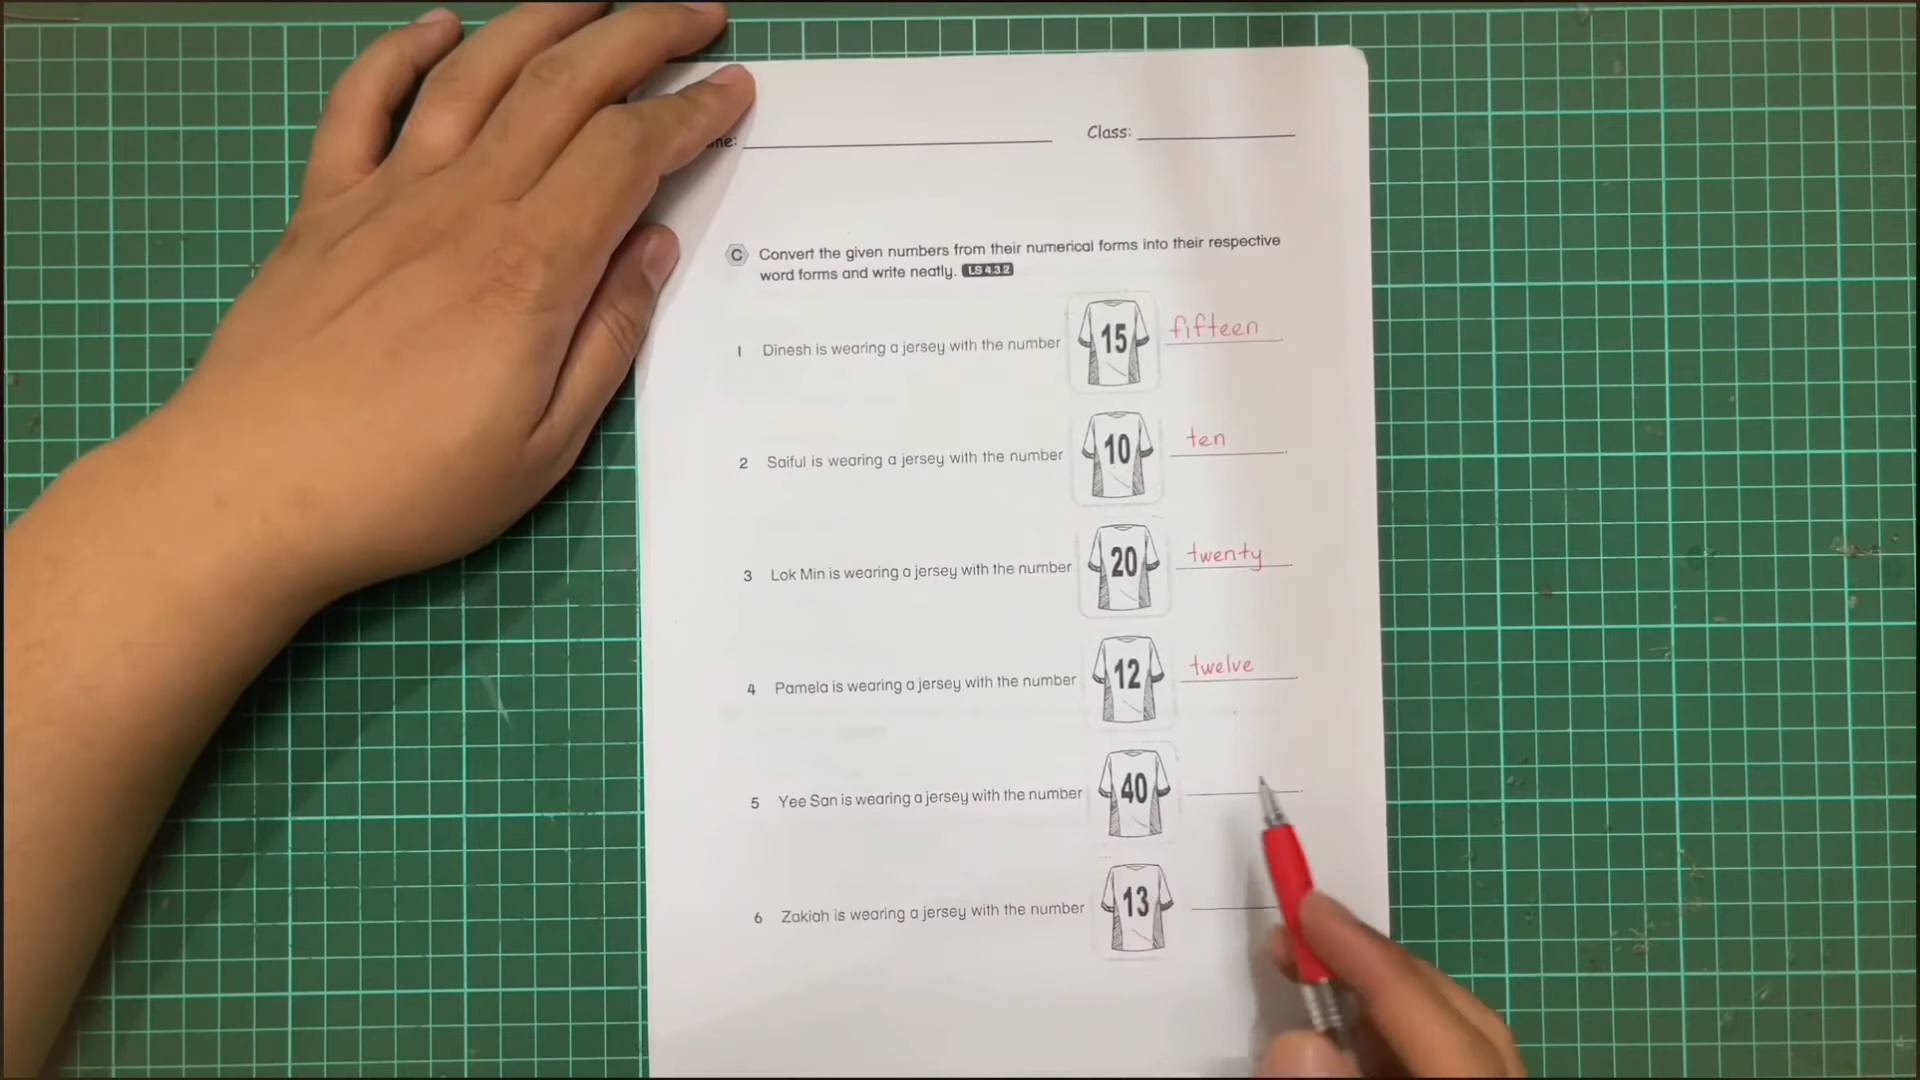 me: Class:
C Convert the given numbers from their numerical forms into their respective
word forms and write neatly. LS 4.3.2
1 Dinesh is wearing a jersey with the number 15 fifteen.
2 Saiful is wearing a jersey with the number 10 ten.
3 Lok Min is wearing a jersey with the number 20 twenty.
4 Pamela is wearing a jersey with the number 12 twelve.
5 Yee San is wearing a jersey with the number 40
6 Zakiah is wearing a jersey with the number 13